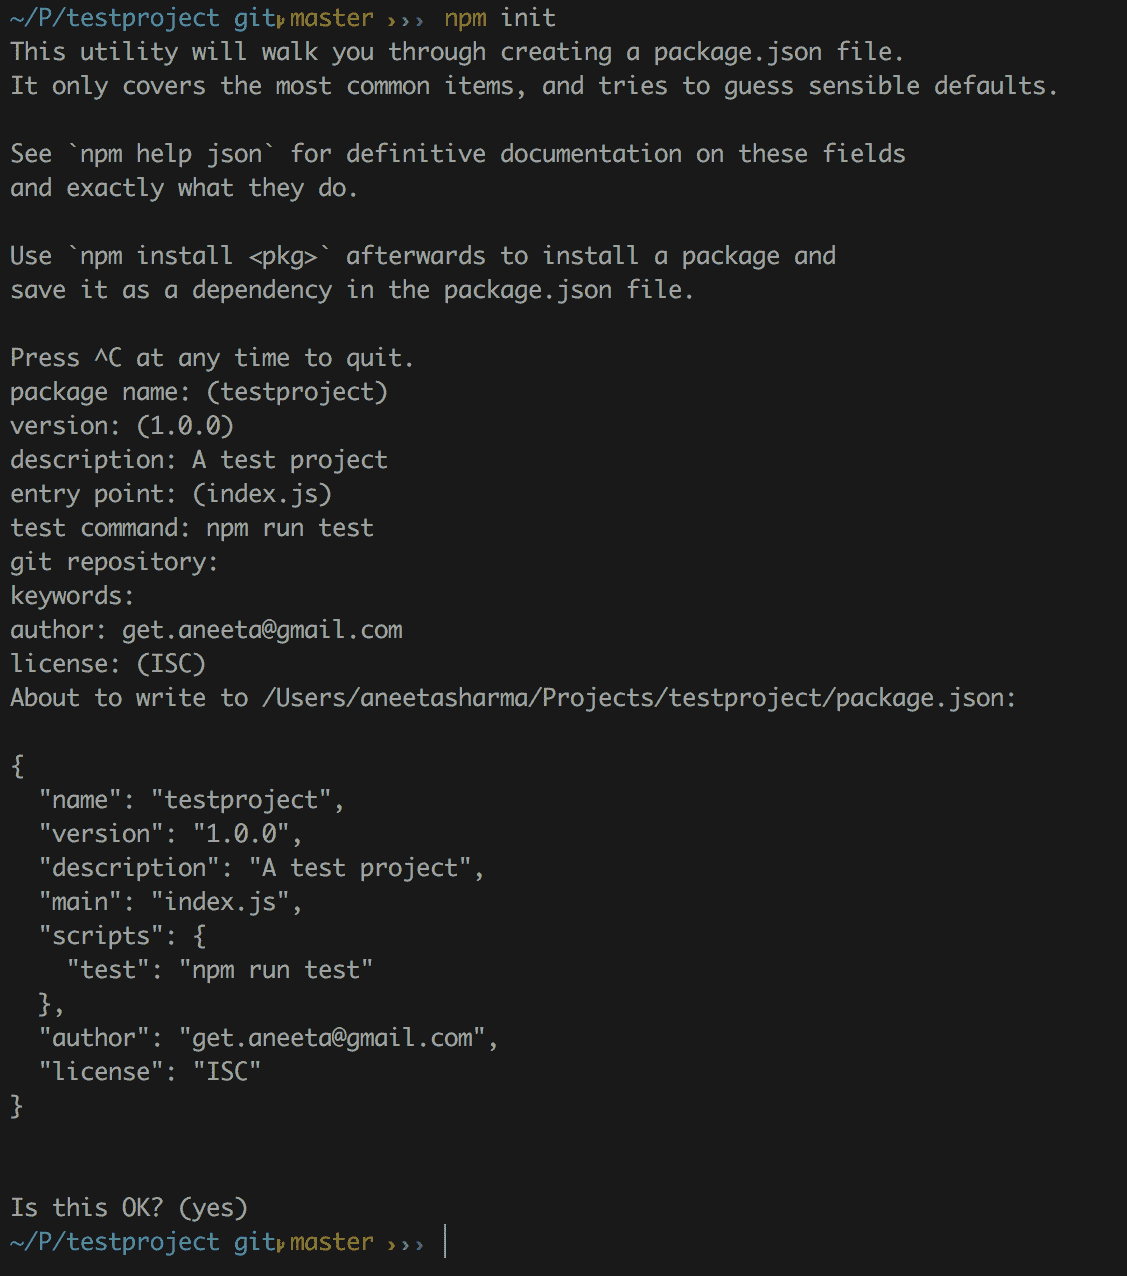 ~/P/testproject git master ››› npm init
This utility will walk you through creating a package.json file.
It only covers the most common items, and tries to guess sensible defaults.
See `npm help json` for definitive documentation on these fields
and exactly what they do.
Use `npm install <pkg>` afterwards to install a package and
save it as a dependency in the package.json file.
Press ^C at any time to quit.
package name: (testproject)
version: (1.0.0)
description: A test project
entry point: (index.js)
test command: npm run test
git repository:
keywords:
author: get.aneeta@gmail.com
license: (ISC)
About to write to /Users/aneetasharma/Projects/testproject/package.json:
{
  "name": "testproject",
  "version": "1.0.0",
  "description": "A test project",
  "main": "index.js",
  "scripts": {
    "test": "npm run test"
  },
  "author": "get.aneeta@gmail.com",
  "license": "ISC"
}
Is this OK? (yes)
~/P/testproject git master ›››